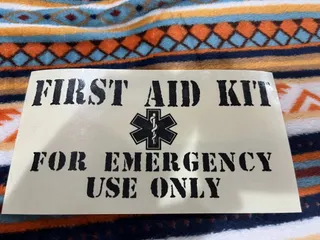 FIRST AID KIT
FOR EMERGENCY
USE ONLY